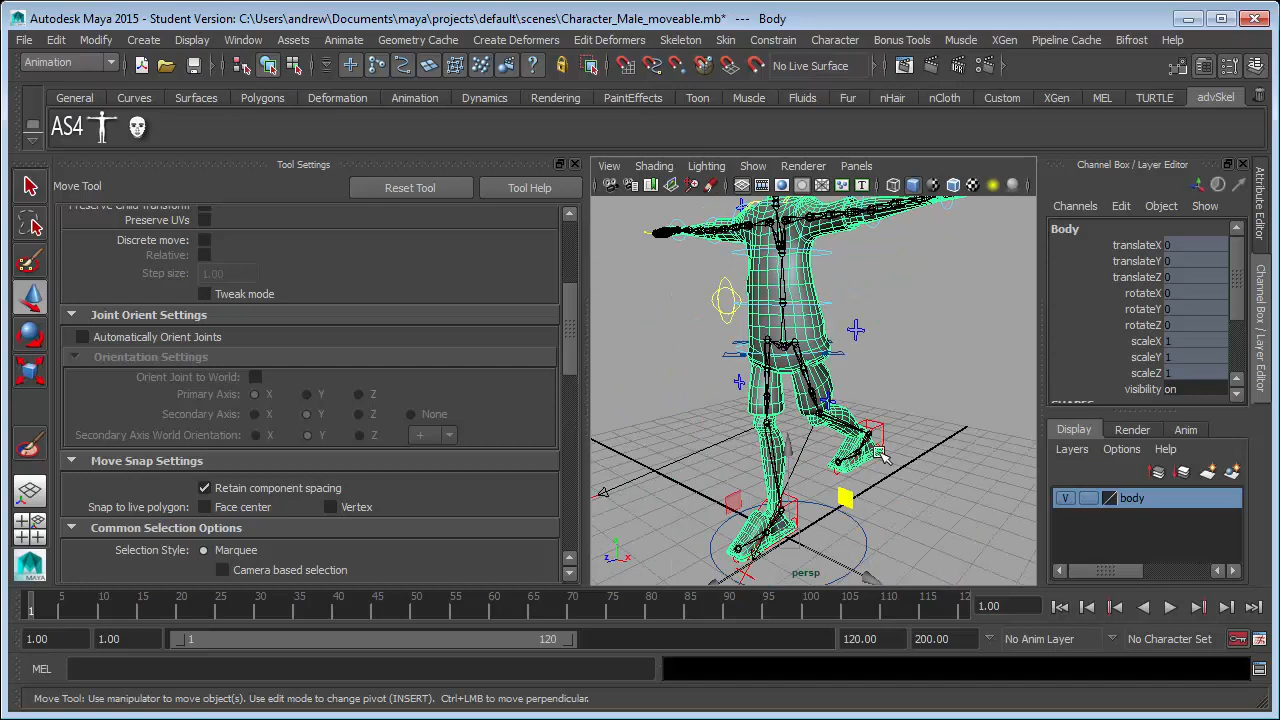 Autodesk Maya 2015 - Student Version: C:\Users\andrew\Documents\maya\projects\default\scenes\Character_Male_moveable.mb*  ---  Body
File Edit Modify Create Display Window Assets Animate Geometry Cache Create Deformers Edit Deformers Skeleton Skin Constrain Character Bonus Tools Muscle XGen Pipeline Cache Bifrost Help
Animation
No Live Surface
General Curves Surfaces Polygons Deformation Animation Dynamics Rendering PaintEffects Toon Muscle Fluids Fur nHair nCloth Custom XGen MEL TURTLE advSkel
AS4
Tool Settings
Move Tool
Reset Tool
Tool Help
Preserve Child Transform
Preserve UVs
Discrete move:
Relative:
Step size: 1.00
Tweak mode
Joint Orient Settings
Automatically Orient Joints
Orientation Settings
Orient Joint to World:
Primary Axis: X Y Z
Secondary Axis: X Y Z None
Secondary Axis World Orientation: X Y Z +
Move Snap Settings
Retain component spacing
Snap to live polygon: Face center Vertex
Common Selection Options
Selection Style: Marquee
Camera based selection
MAYA
View Shading Lighting Show Renderer Panels
y
z x
persp
Channel Box / Layer Editor
Channels Edit Object Show
Body
translateX 0
translateY 0
translateZ 0
rotateX 0
rotateY 0
rotateZ 0
scaleX 1
scaleY 1
scaleZ 1
visibility on
Display Render Anim
Layers Options Help
V body
Attribute Editor
Channel Box / Layer Editor
1 5 10 15 20 25 30 35 40 45 50 55 60 65 70 75 80 85 90 95 100 105 110 115 12
1.00
1.00 1.00 1 120 120.00 200.00 No Anim Layer No Character Set
MEL
Move Tool: Use manipulator to move object(s). Use edit mode to change pivot (INSERT).  Ctrl+LMB to move perpendicular.